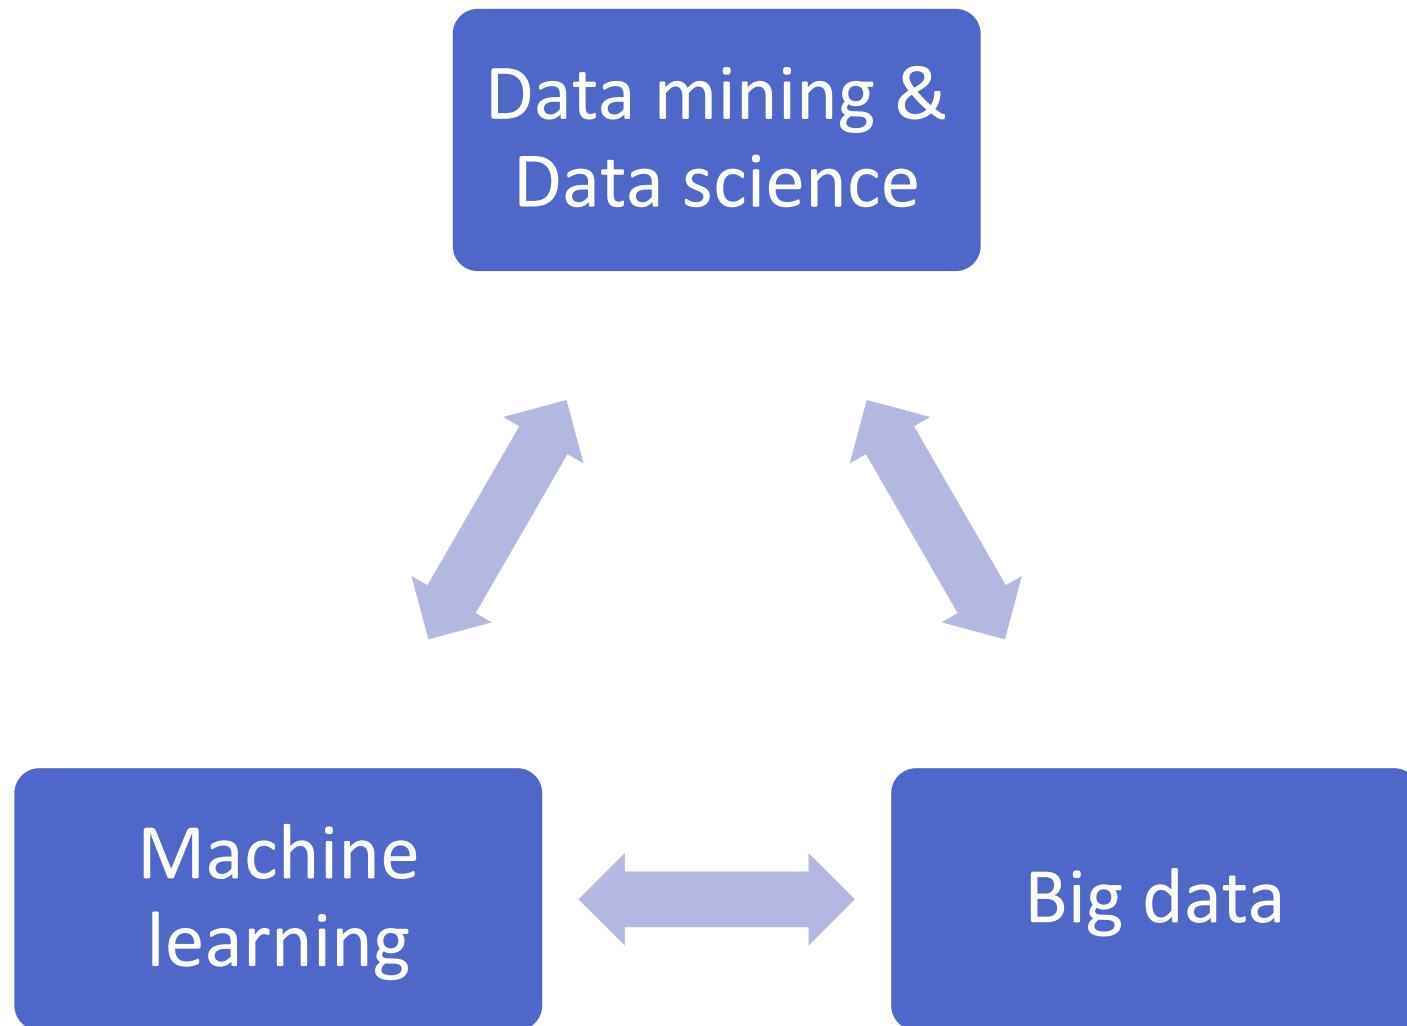 Data mining &
Data science
Machine
learning
Big data